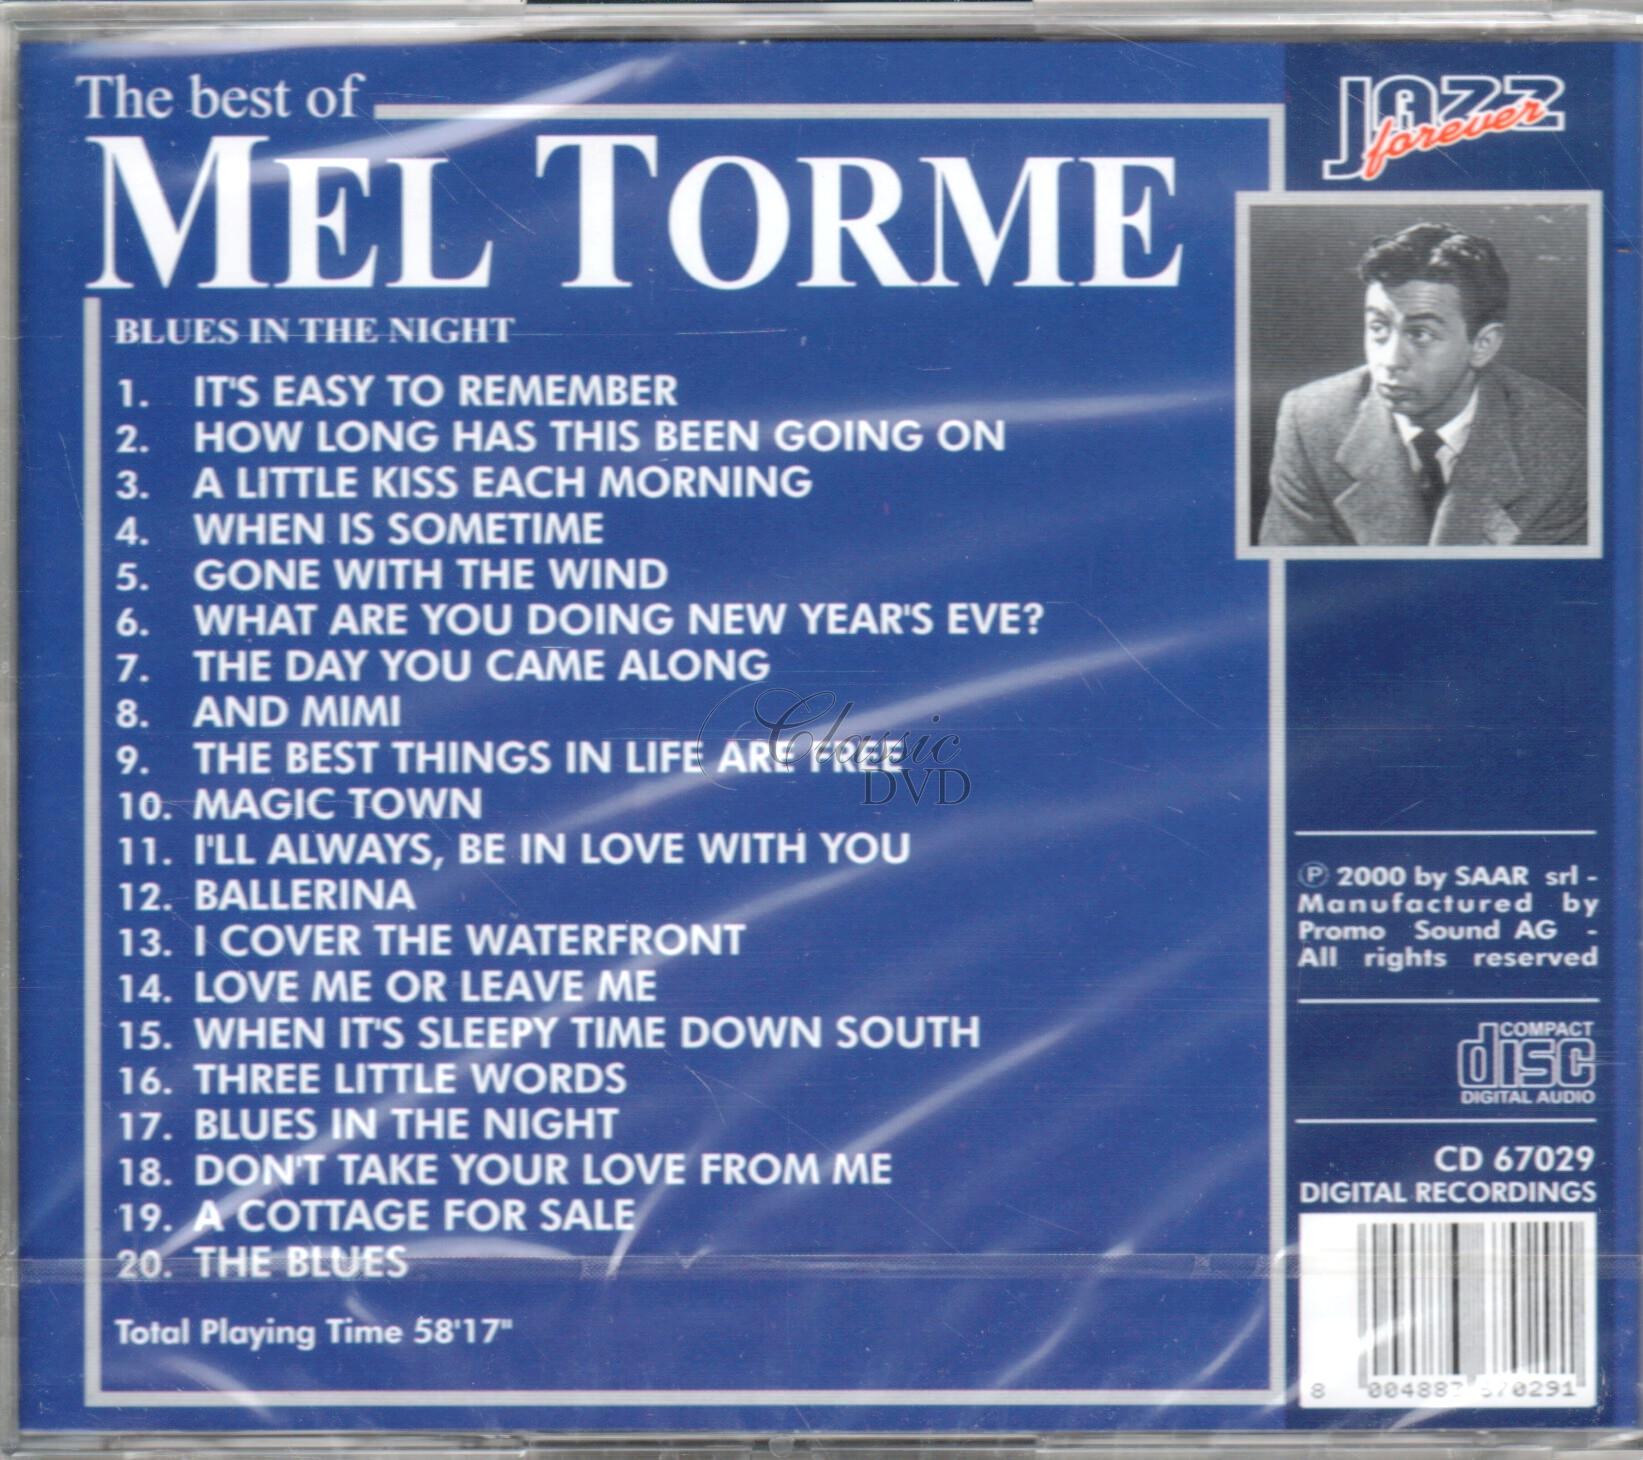 The best of
MEL TORME
BLUES IN THE NIGHT
1. IT'S EASY TO REMEMBER
2. HOW LONG HAS THIS BEEN GOING ON
3. A LITTLE KISS EACH MORNING
4. WHEN IS SOMETIME
5. GONE WITH THE WIND
6. WHAT ARE YOU DOING NEW YEAR'S EVE?
7. THE DAY YOU CAME ALONG
8. AND MIMI
9. THE BEST THINGS IN LIFE ARE FREE
10. MAGIC TOWN
11. I'LL ALWAYS, BE IN LOVE WITH YOU
12. BALLERINA
13. I COVER THE WATERFRONT
14. LOVE ME OR LEAVE ME
15. WHEN IT'S SLEEPY TIME DOWN SOUTH
16. THREE LITTLE WORDS
17. BLUES IN THE NIGHT
18. DON'T TAKE YOUR LOVE FROM ME
19. A COTTAGE FOR SALE
20. THE BLUES
Total Playing Time 58'17"
Classic
DVD
JAZZ
forever
℗ 2000 by SAAR srl -
Manufactured by
Promo Sound AG -
All rights reserved
COMPACT
disc
DIGITAL AUDIO
CD 67029
DIGITAL RECORDINGS
8 004883 670291